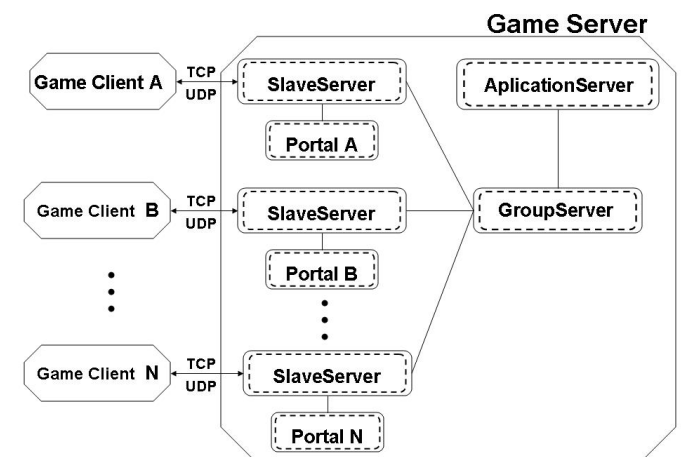 Game Server
Game Client A
TCP
UDP
SlaveServer
AplicationServer
Portal A
Game Client B
TCP
UDP
SlaveServer
GroupServer
Portal B
Game Client N
TCP
UDP
SlaveServer
Portal N